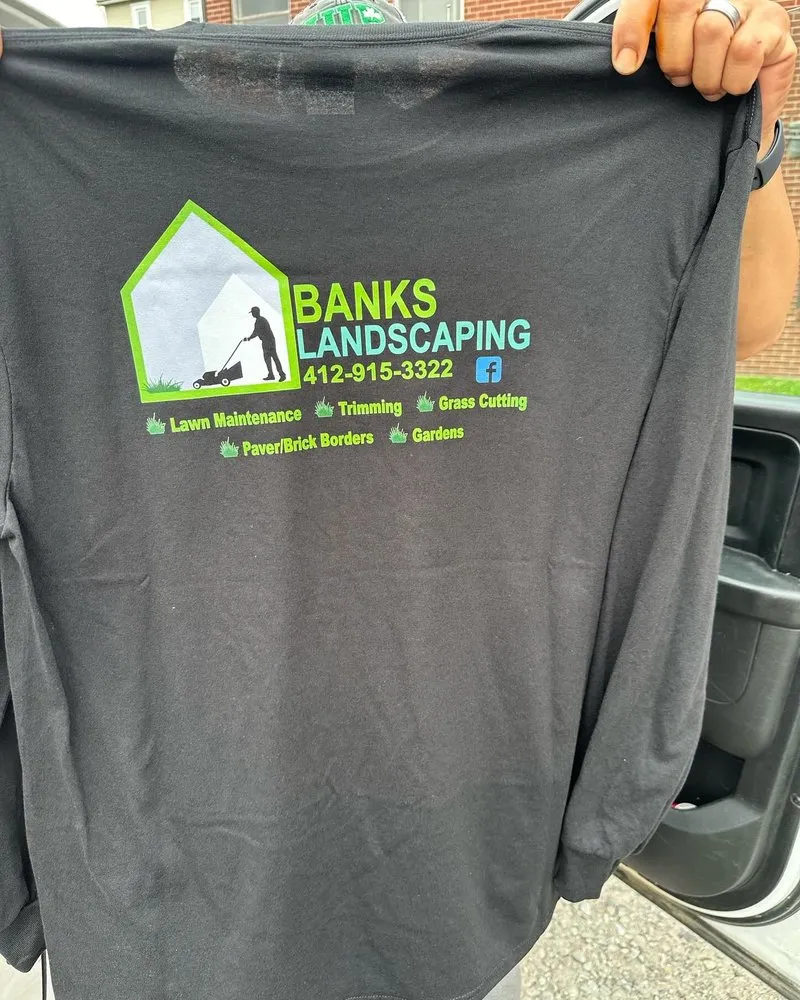 BANKS
LANDSCAPING
412-915-3322 f
Lawn Maintenance Trimming Grass Cutting
Paver/Brick Borders Gardens